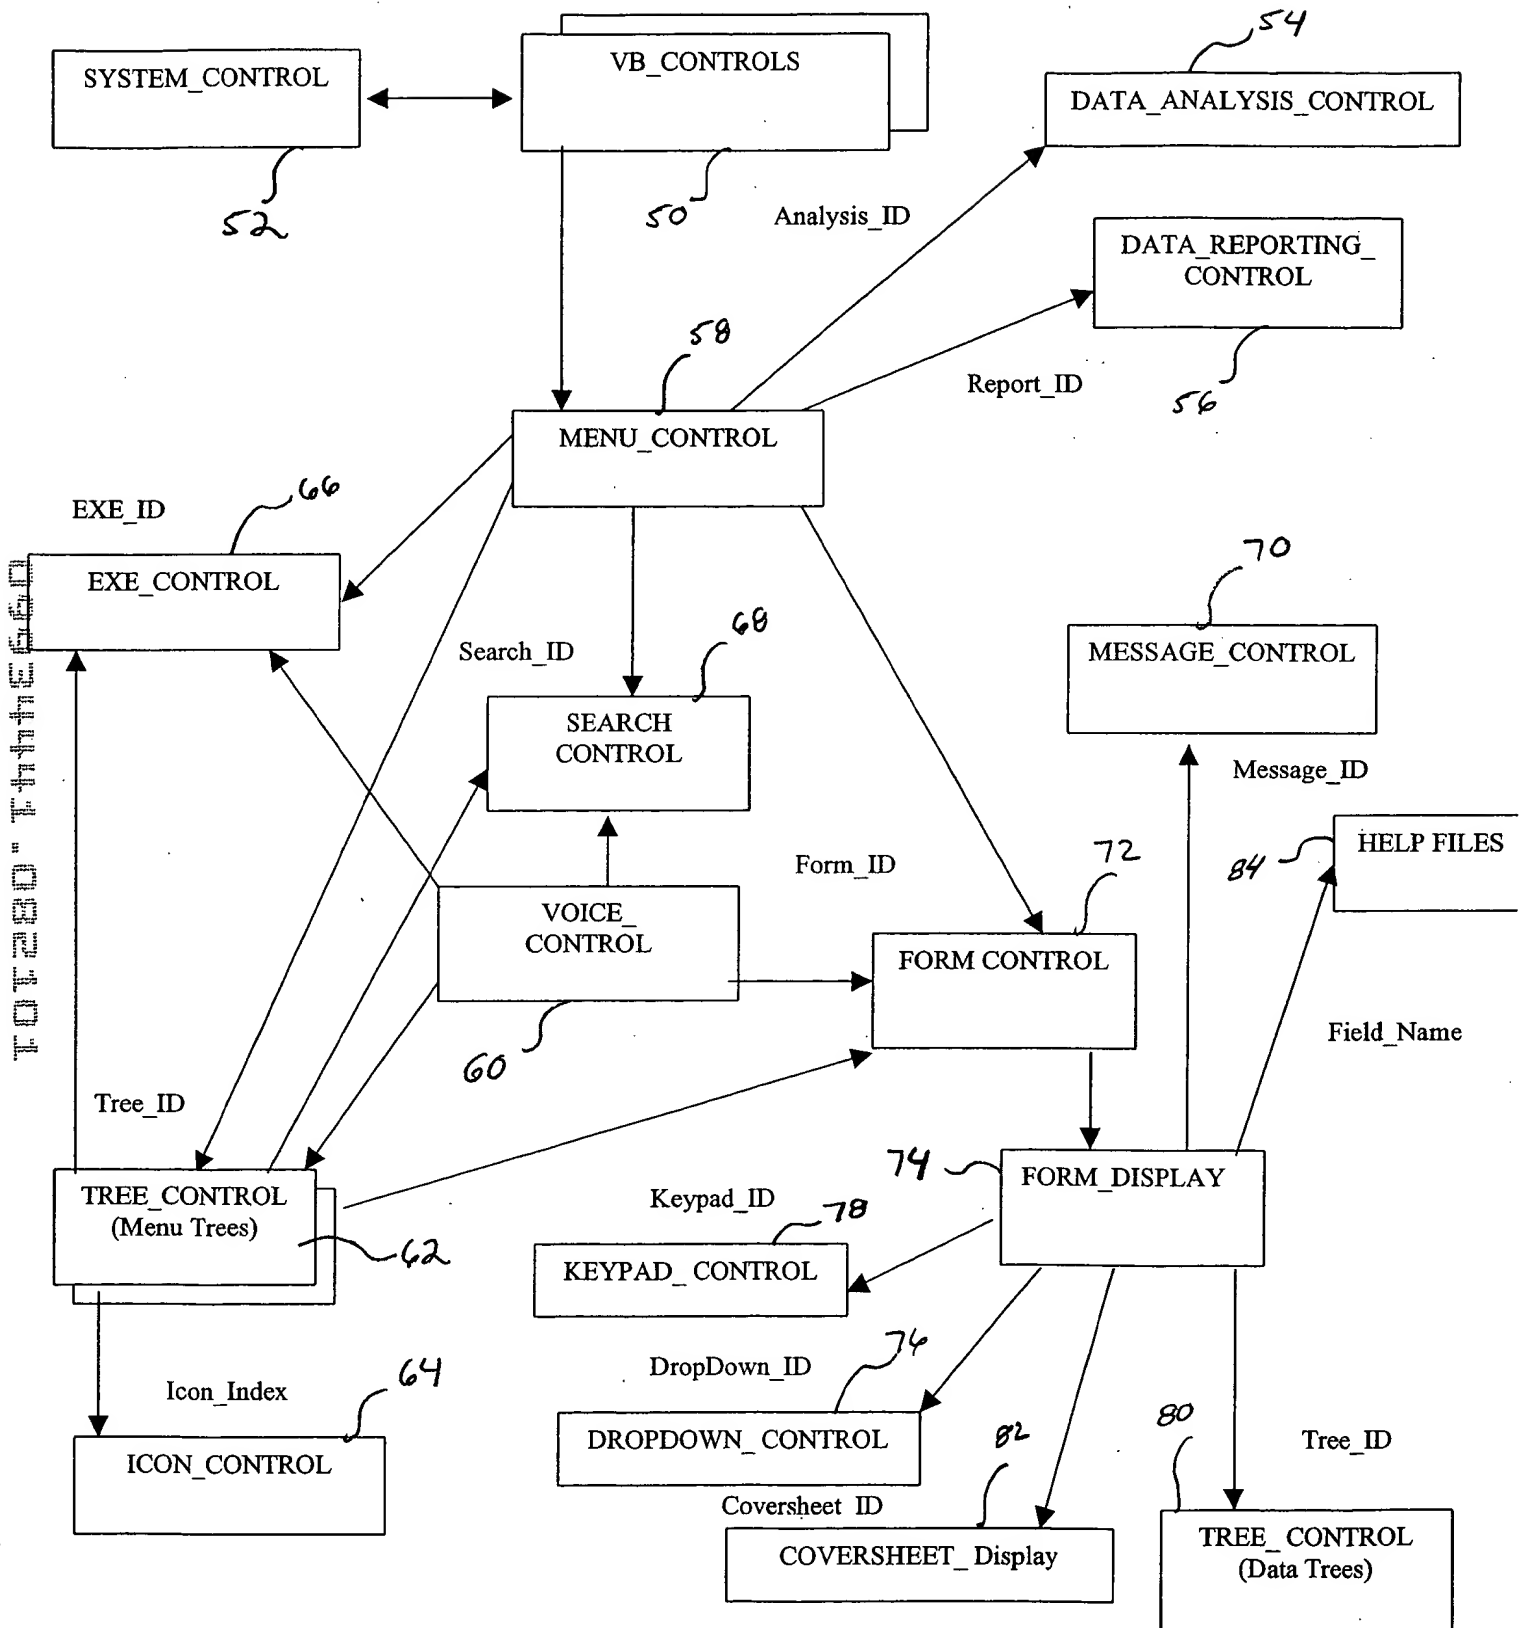 SYSTEM_CONTROL
52
VB_CONTROLS
50
54
DATA_ANALYSIS_CONTROL
Analysis_ID
DATA_REPORTING_
CONTROL
56
Report_ID
58
MENU_CONTROL
EXE_ID
66
EXE_CONTROL
Search_ID
68
SEARCH
CONTROL
70
MESSAGE_CONTROL
Message_ID
84
HELP FILES
Form_ID
72
VOICE_
CONTROL
60
FORM CONTROL
Field_Name
09934441.082101
Tree_ID
TREE_CONTROL
(Menu Trees)
62
74
FORM_DISPLAY
Keypad_ID
78
KEYPAD_ CONTROL
Icon_Index
64
ICON_CONTROL
DropDown_ID
76
DROPDOWN_ CONTROL
82
Coversheet ID
COVERSHEET_ Display
80
Tree_ID
TREE_ CONTROL
(Data Trees)